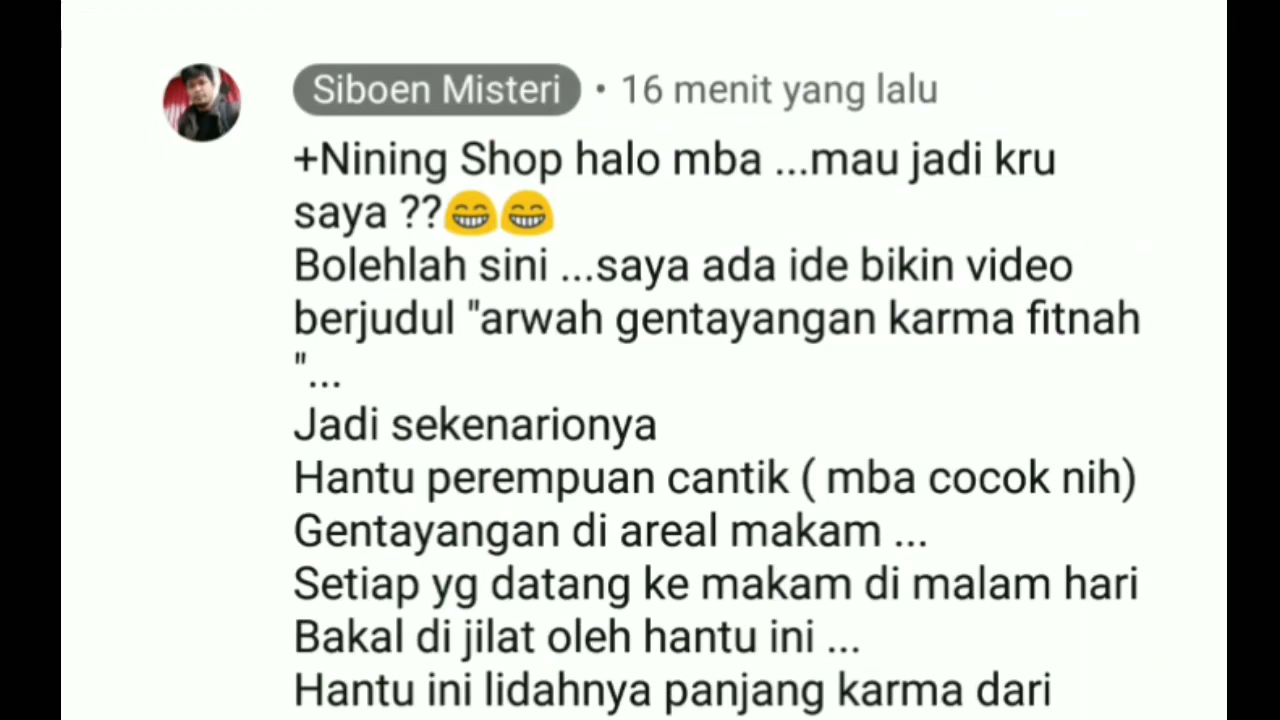 Siboen Misteri • 16 menit yang lalu
+Nining Shop halo mba ...mau jadi kru
saya ??😁😁
Bolehlah sini ...saya ada ide bikin video
berjudul "arwah gentayangan karma fitnah
"...
Jadi sekenarionya
Hantu perempuan cantik ( mba cocok nih)
Gentayangan di areal makam ...
Setiap yg datang ke makam di malam hari
Bakal di jilat oleh hantu ini ...
Hantu ini lidahnya panjang karma dari